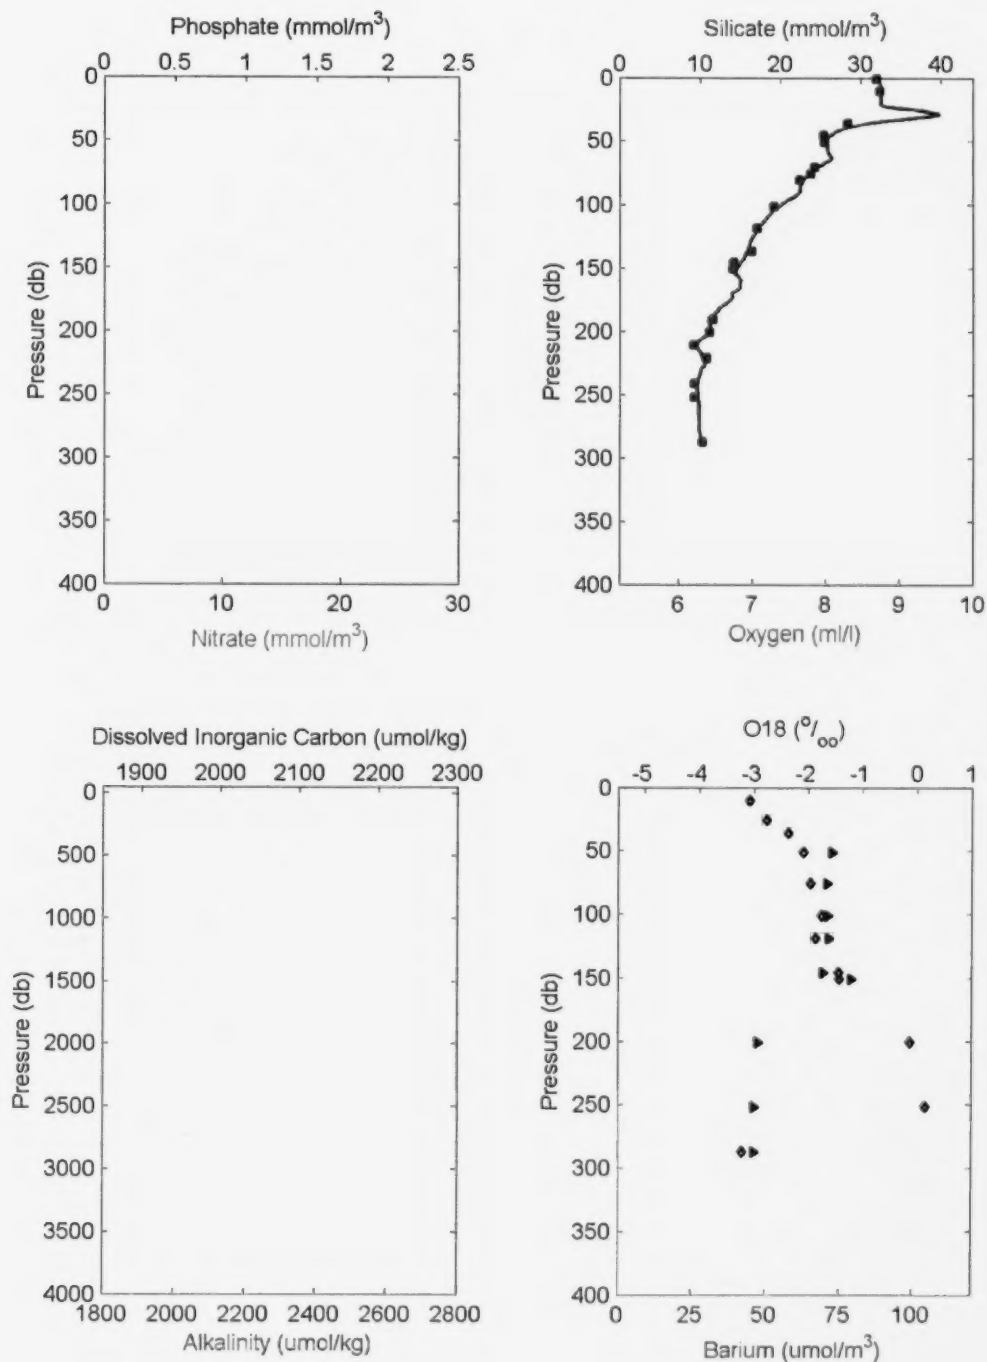 Phosphate (mmol/m³)
0 0.5 1 1.5 2 2.5
0
50
100
150
200
250
300
350
400
Pressure (db)
0 10 20 30
Nitrate (mmol/m³)
Silicate (mmol/m³)
0 10 20 30 40
0
50
100
150
200
250
300
350
400
Pressure (db)
6 7 8 9 10
Oxygen (ml/l)
Dissolved Inorganic Carbon (umol/kg)
1900 2000 2100 2200 2300
0
500
1000
1500
2000
2500
3000
3500
4000
Pressure (db)
1800 2000 2200 2400 2600 2800
Alkalinity (umol/kg)
O18 (⁰/₀₀)
-5 -4 -3 -2 -1 0 1
0
50
100
150
200
250
300
350
400
Pressure (db)
0 50 75 100
Barium (umol/m³)